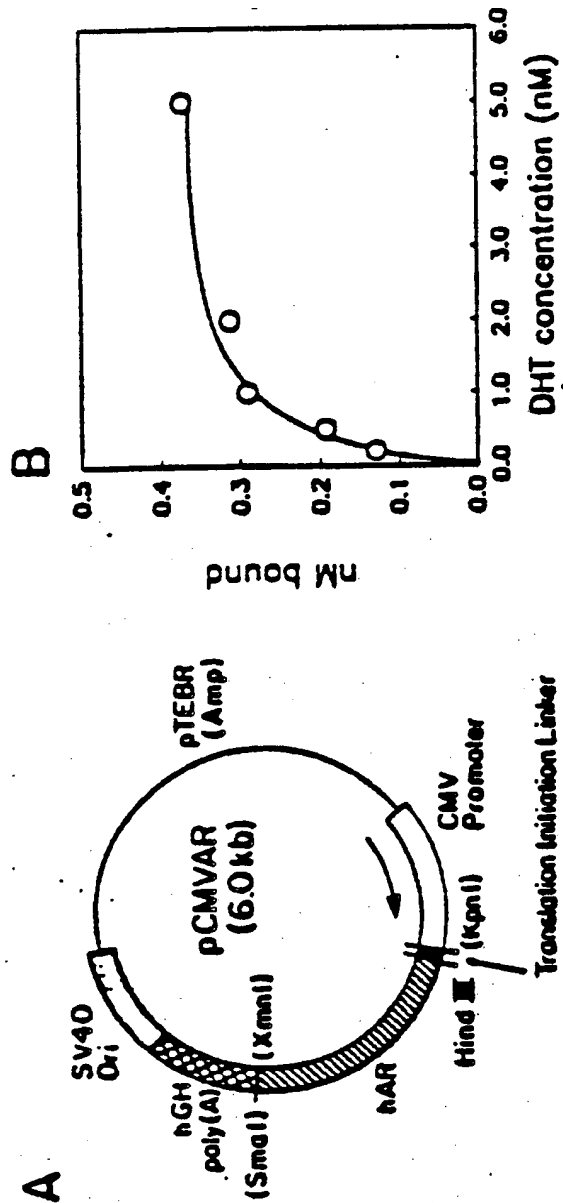 A
SV40
Ori
hGH
poly(A)
(SmaI)
(XmnI)
hAR
Hind III
(KpnI)
Translation Initiation Linker
CMV
Promoter
pTEBR
(Amp)
pCMVAR
(6.0 kb)
B
nM bound
0.5
0.4
0.3
0.2
0.1
0.0
0.0
1.0
2.0
3.0
4.0
5.0
6.0
DHT concentration (nM)